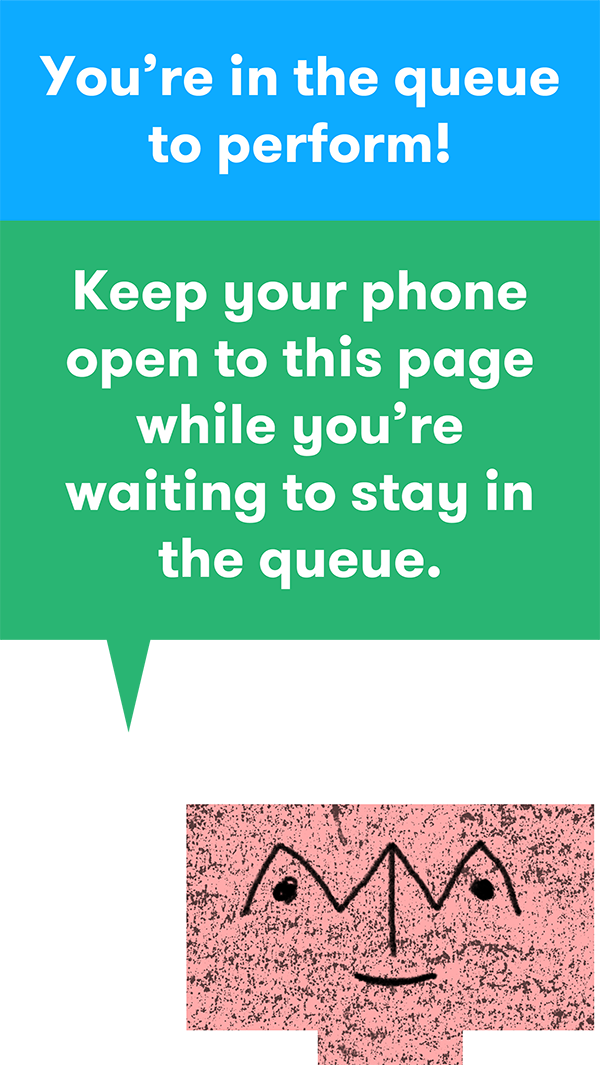 You’re in the queue
to perform!
Keep your phone
open to this page
while you’re
waiting to stay in
the queue.